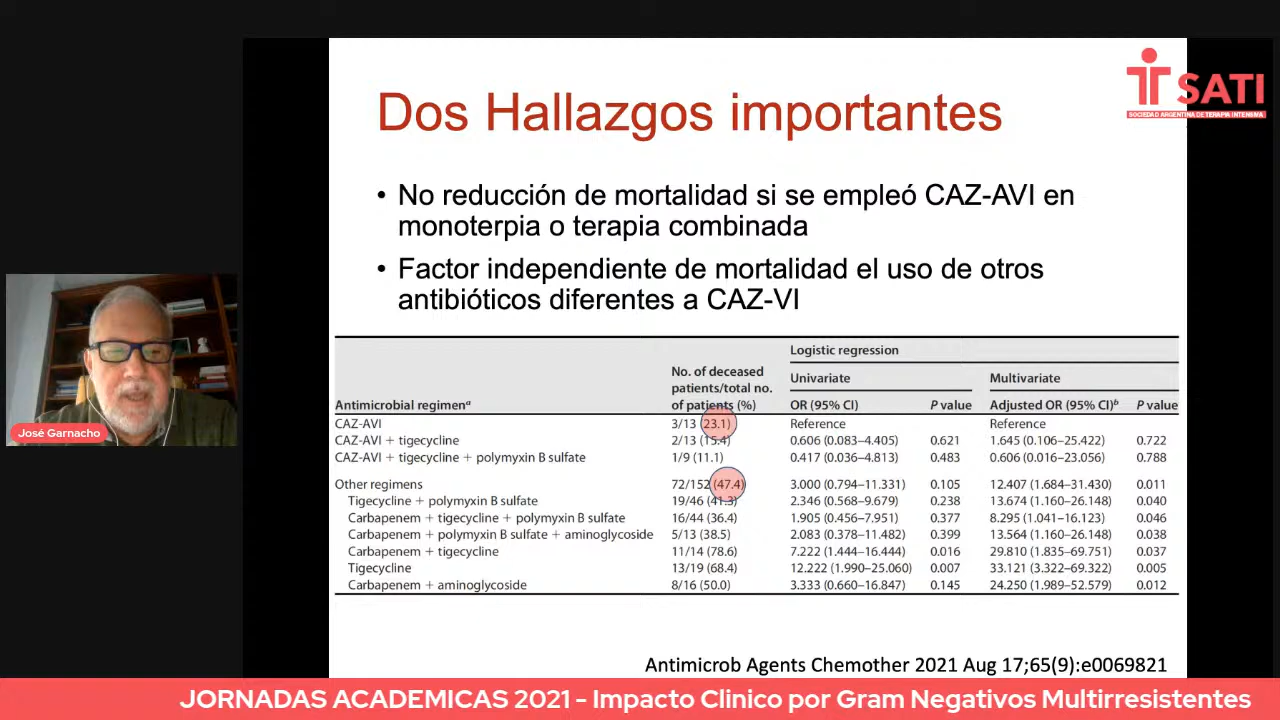 Dos Hallazgos importantes
SATI
SOCIEDAD ARGENTINA DE TERAPIA INTENSIVA
• No reducción de mortalidad si se empleó CAZ-AVI en
monoterpia o terapia combinada
• Factor independiente de mortalidad el uso de otros
antibióticos diferentes a CAZ-VI
Logistic regression
No. of deceased
patients/total no.
of patients (%)
Univariate
Multivariate
Antimicrobial regimenᵃ
OR (95% CI) P value Adjusted OR (95% CI)ᵇ P value
CAZ-AVI 3/13 (23.1) Reference Reference
CAZ-AVI + tigecycline 2/13 (15.4) 0.606 (0.083–4.405) 0.621 1.645 (0.106–25.422) 0.722
CAZ-AVI + tigecycline + polymyxin B sulfate 1/9 (11.1) 0.417 (0.036–4.813) 0.483 0.606 (0.016–23.056) 0.788
Other regimens 72/152 (47.4) 3.000 (0.794–11.331) 0.105 12.407 (1.684–31.430) 0.011
Tigecycline + polymyxin B sulfate 19/46 (41.3) 2.346 (0.568–9.679) 0.238 13.674 (1.160–26.148) 0.040
Carbapenem + tigecycline + polymyxin B sulfate 16/44 (36.4) 1.905 (0.456–7.951) 0.377 8.295 (1.041–16.123) 0.046
Carbapenem + polymyxin B sulfate + aminoglycoside 5/13 (38.5) 2.083 (0.378–11.482) 0.399 13.564 (1.160–26.148) 0.038
Carbapenem + tigecycline 11/14 (78.6) 7.222 (1.444–16.444) 0.016 29.810 (1.835–69.751) 0.037
Tigecycline 13/19 (68.4) 12.222 (1.990–25.060) 0.007 33.121 (3.322–69.322) 0.005
Carbapenem + aminoglycoside 8/16 (50.0) 3.333 (0.660–16.847) 0.145 24.250 (1.989–52.579) 0.012
José Garnacho
Antimicrob Agents Chemother 2021 Aug 17;65(9):e0069821
JORNADAS ACADEMICAS 2021 - Impacto Clinico por Gram Negativos Multirresistentes